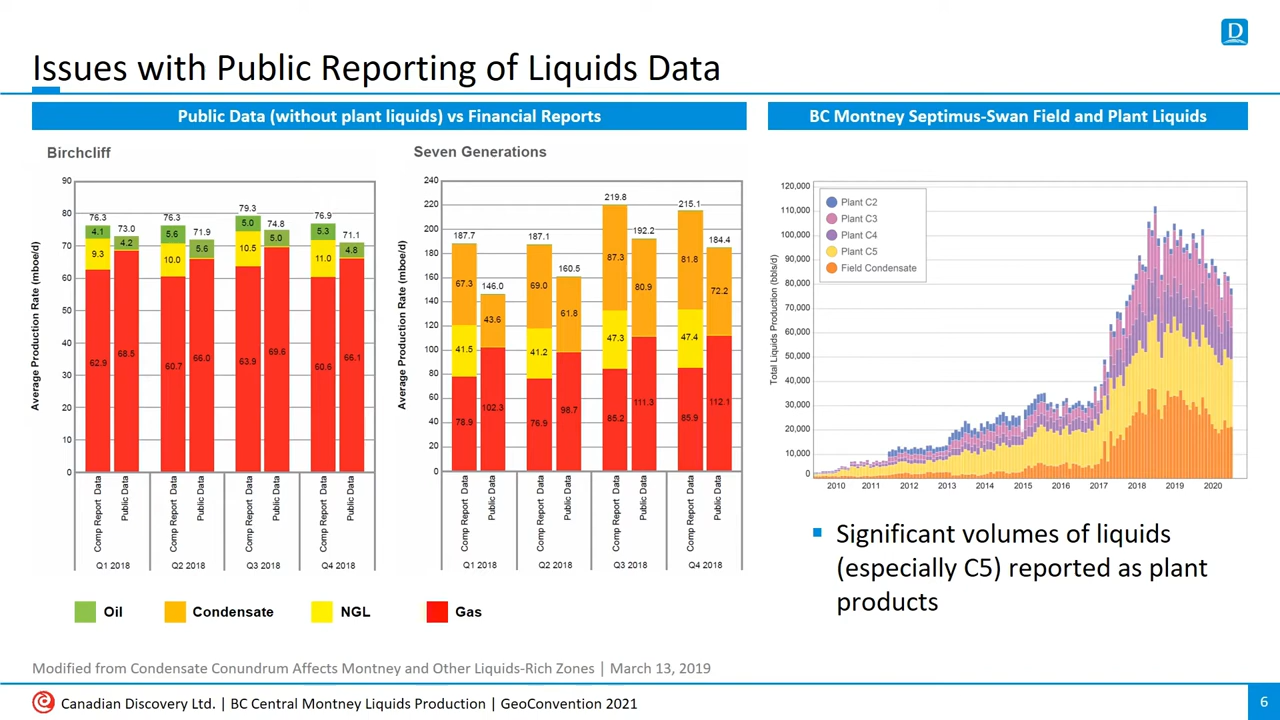 D
Issues with Public Reporting of Liquids Data
Public Data (without plant liquids) vs Financial Reports
BC Montney Septimus-Swan Field and Plant Liquids
Birchcliff
Average Production Rate (mboe/d)
90
80
70
60
50
40
30
20
10
0
76.3
4.1
9.3
62.9
73.0
4.2
68.5
76.3
5.6
10.0
60.7
71.9
5.6
66.0
79.3
5.0
10.5
63.9
74.8
5.0
69.6
76.9
5.3
11.0
60.6
71.1
4.8
66.1
Comp Report Data
Public Data
Comp Report Data
Public Data
Comp Report Data
Public Data
Comp Report Data
Public Data
Q1 2018
Q2 2018
Q3 2018
Q4 2018
Seven Generations
Average Production Rate (mboe/d)
240
220
200
180
160
140
120
100
80
60
40
20
0
187.7
67.3
41.5
78.9
146.0
43.6
102.3
187.1
69.0
41.2
76.9
160.5
61.8
98.7
219.8
87.3
47.3
85.2
192.2
80.9
111.3
215.1
81.8
47.4
85.9
184.4
72.2
112.1
Comp Report Data
Public Data
Comp Report Data
Public Data
Comp Report Data
Public Data
Comp Report Data
Public Data
Q1 2018
Q2 2018
Q3 2018
Q4 2018
Oil
Condensate
NGL
Gas
Total Liquids Production (bbls/d)
120,000
110,000
100,000
90,000
80,000
70,000
60,000
50,000
40,000
30,000
20,000
10,000
0
Plant C2
Plant C3
Plant C4
Plant C5
Field Condensate
2010
2011
2012
2013
2014
2015
2016
2017
2018
2019
2020
Significant volumes of liquids
(especially C5) reported as plant
products
Modified from Condensate Conundrum Affects Montney and Other Liquids-Rich Zones | March 13, 2019
Canadian Discovery Ltd. | BC Central Montney Liquids Production | GeoConvention 2021
6